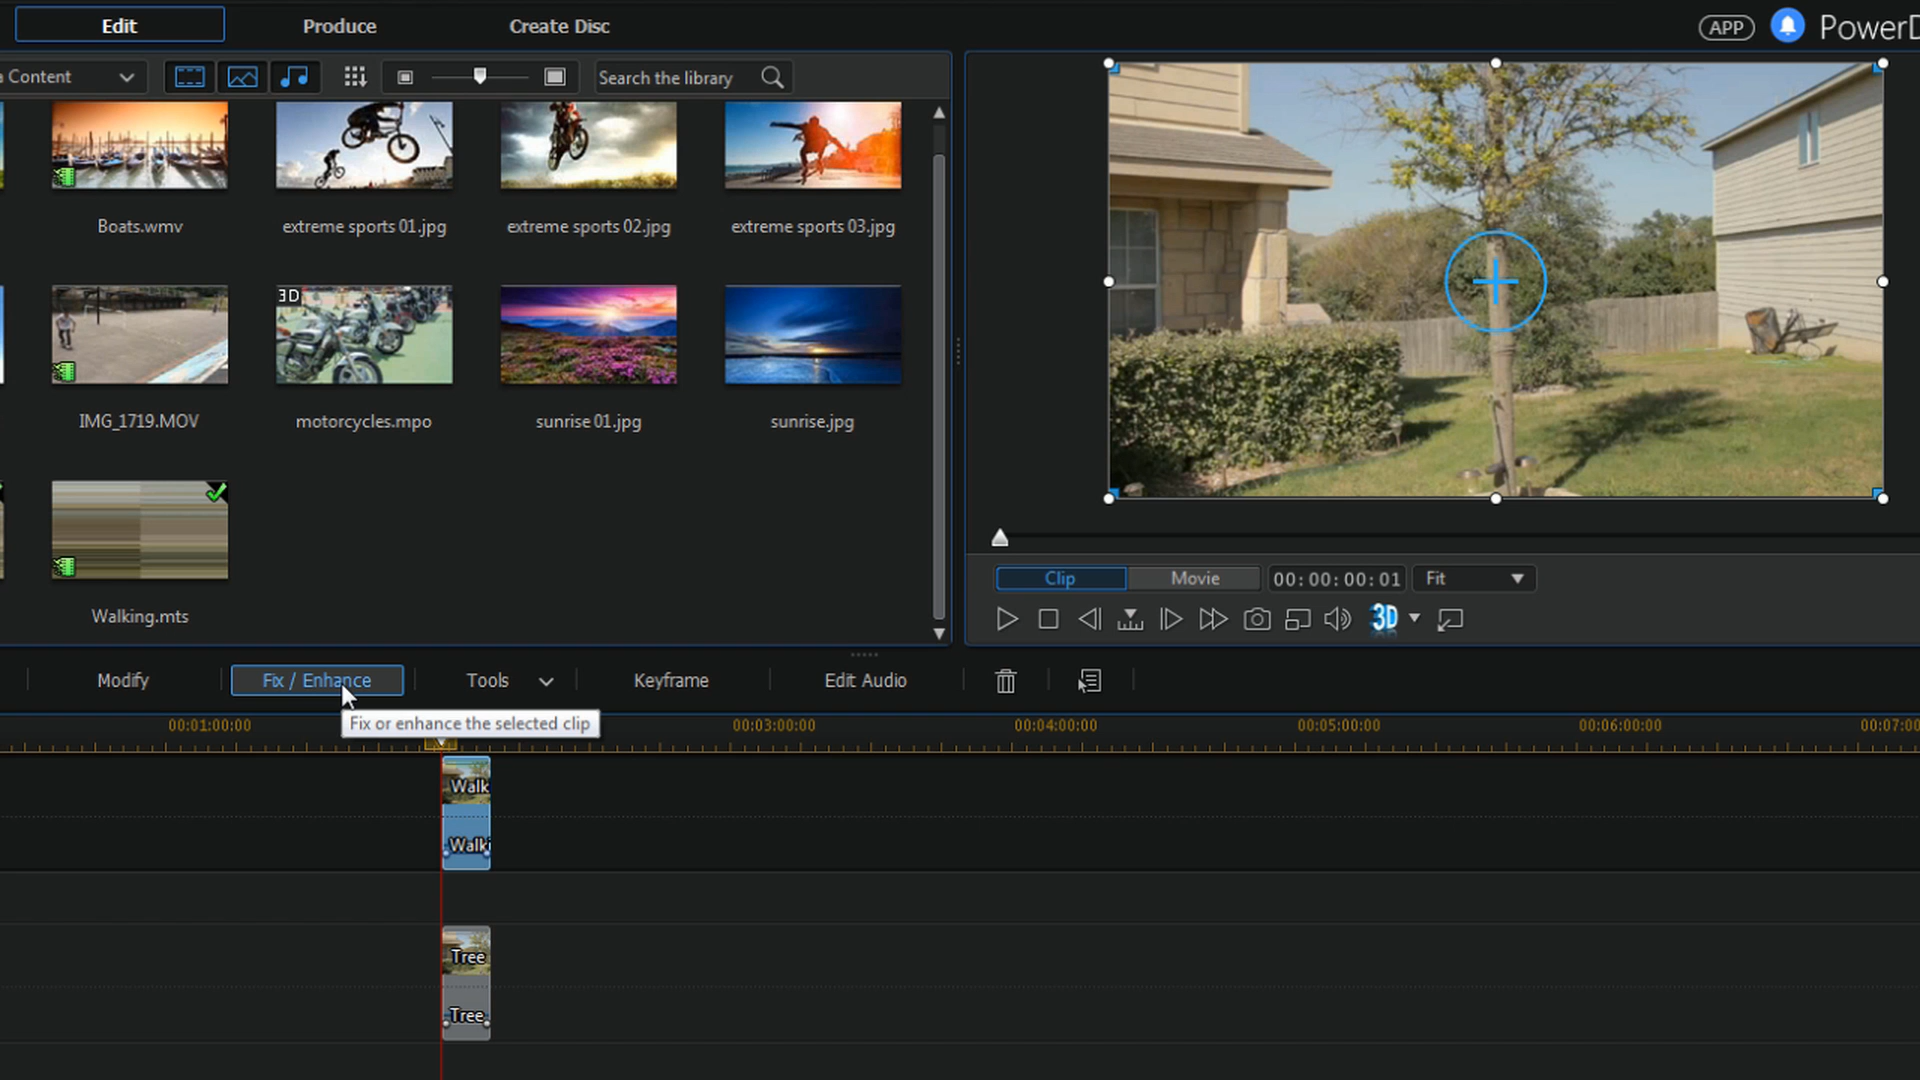 Edit Produce Create Disc APP PowerD
a Content Search the library
Boats.wmv extreme sports 01.jpg extreme sports 02.jpg extreme sports 03.jpg
3D
IMG_1719.MOV motorcycles.mpo sunrise 01.jpg sunrise.jpg
Walking.mts
Clip Movie 00:00:00:01 Fit
3D
Modify Fix / Enhance Tools Keyframe Edit Audio
Fix or enhance the selected clip
00:01:00:00 00:03:00:00 00:04:00:00 00:05:00:00 00:06:00:00 00:07:00
Walk
Walki
Tree
Tree